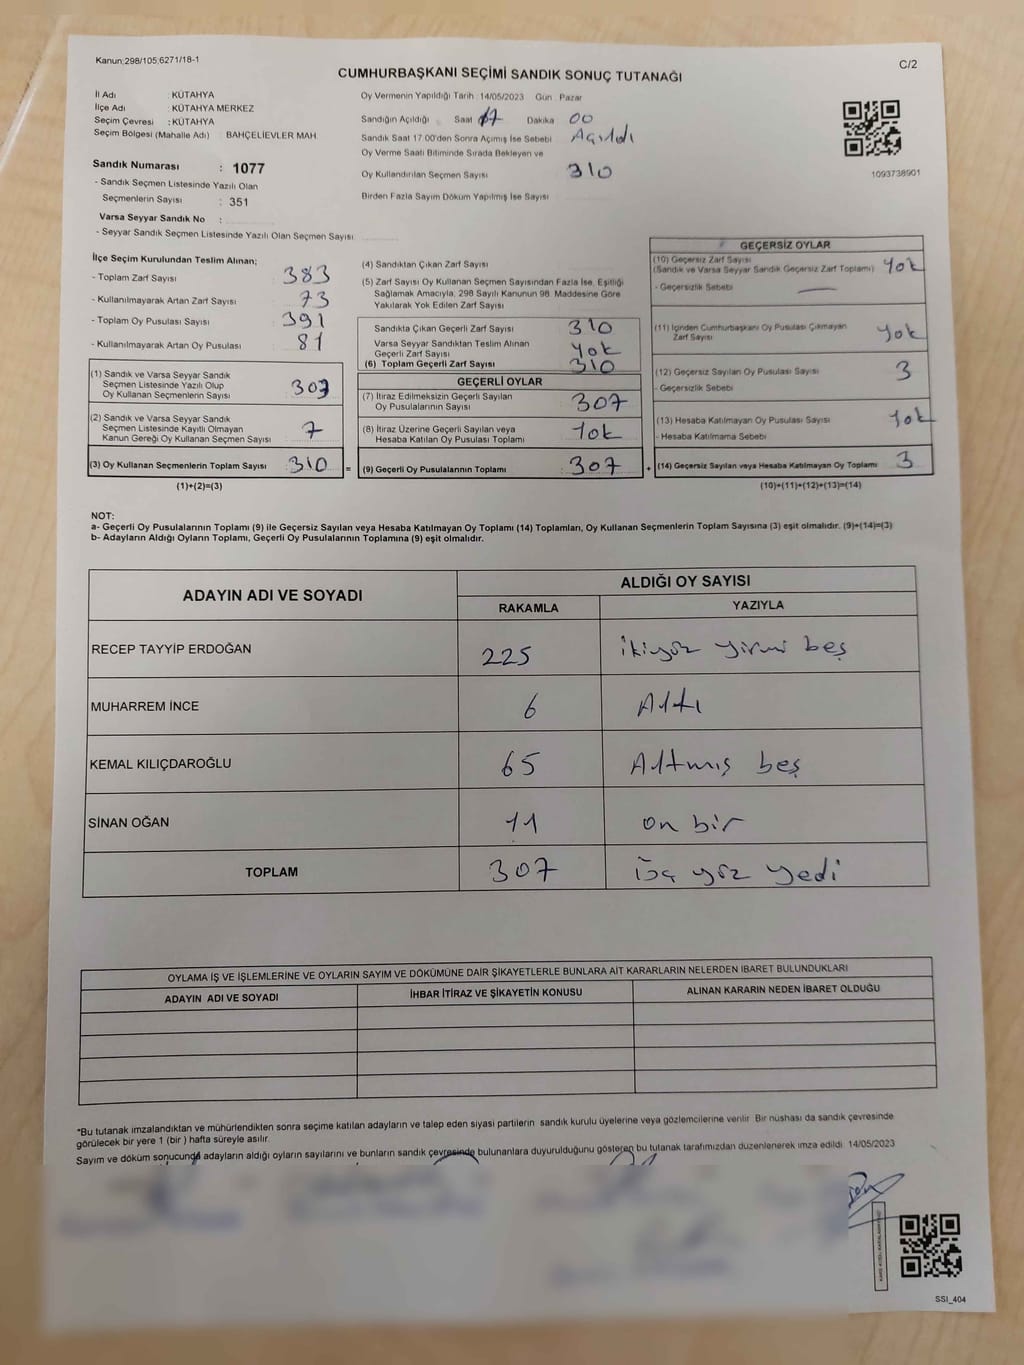 Kanun;298/105,6271/18-1
C/2
CUMHURBAŞKANI SEÇİMİ SANDIK SONUÇ TUTANAĞI
İl Adı : KÜTAHYA
İlçe Adı : KÜTAHYA MERKEZ
Seçim Çevresi : KÜTAHYA
Seçim Bölgesi (Mahalle Adı) : BAHÇELİEVLER MAH.
Sandık Numarası : 1077
- Sandık Seçmen Listesinde Yazılı Olan
Seçmenlerin Sayısı : 351
Varsa Seyyar Sandık No :
- Seyyar Sandık Seçmen Listesinde Yazılı Olan Seçmen Sayısı:
Oy Vermenin Yapıldığı Tarih : 14/05/2023 Gün : Pazar
Sandığın Açıldığı Saat 17 Dakika 00
Sandık Saat 17.00'den Sonra Açımış İse Sebebi Açıldı
Oy Verme Saati Bitiminde Sırada Bekleyen ve
Oy Kullandırılan Seçmen Sayısı 310
Birden Fazla Sayım Döküm Yapılmış İse Sayısı
1093738901
İlçe Seçim Kurulundan Teslim Alınan;
- Toplam Zarf Sayısı : 383
- Kullanılmayarak Artan Zarf Sayısı : 73
- Toplam Oy Pusulası Sayısı : 391
- Kullanılmayarak Artan Oy Pusulası : 81
(1) Sandık ve Varsa Seyyar Sandık
Seçmen Listesinde Yazılı Olup
Oy Kullanan Seçmenlerin Sayısı : 303
(2) Sandık ve Varsa Seyyar Sandık
Seçmen Listesinde Kayıtlı Olmayan
Kanun Gereği Oy Kullanan Seçmen Sayısı : 7
(3) Oy Kullanan Seçmenlerin Toplam Sayısı : 310 =
(1)+(2)=(3)
(4) Sandıktan Çıkan Zarf Sayısı
(5) Zarf Sayısı Oy Kullanan Seçmen Sayısından Fazla İse, Eşitliği
Sağlamak Amacıyla, 298 Sayılı Kanunun 98. Maddesine Göre
Yakılarak Yok Edilen Zarf Sayısı
Sandıkta Çıkan Geçerli Zarf Sayısı : 310
Varsa Seyyar Sandıktan Teslim Alınan
Geçerli Zarf Sayısı : Yok
(6) Toplam Geçerli Zarf Sayısı : 310
GEÇERLİ OYLAR
(7) İtiraz Edilmeksizin Geçerli Sayılan
Oy Pusulalarının Sayısı : 307
(8) İtiraz Üzerine Geçerli Sayılan veya
Hesaba Katılan Oy Pusulası Toplamı : Yok
(9) Geçerli Oy Pusulalarının Toplamı : 307 +
GEÇERSİZ OYLAR
(10) Geçersiz Zarf Sayısı
(Sandık ve Varsa Seyyar Sandık Geçersiz Zarf Toplamı) Yok
- Geçersizlik Sebebi
(11) İçinden Cumhurbaşkanı Oy Pusulası Çıkmayan
Zarf Sayısı : Yok
(12) Geçersiz Sayılan Oy Pusulası Sayısı : 3
- Geçersizlik Sebebi
(13) Hesaba Katılmayan Oy Pusulası Sayısı : Yok
- Hesaba Katılmama Sebebi
(14) Geçersiz Sayılan veya Hesaba Katılmayan Oy Toplamı : 3
(10)+(11)+(12)+(13)=(14)
NOT:
a- Geçerli Oy Pusulalarının Toplamı (9) ile Geçersiz Sayılan veya Hesaba Katılmayan Oy Toplamı (14) Toplamları, Oy Kullanan Seçmenlerin Toplam Sayısına (3) eşit olmalıdır. (9)+(14)=(3)
b- Adayların Aldığı Oyların Toplamı, Geçerli Oy Pusulalarının Toplamına (9) eşit olmalıdır.
ADAYIN ADI VE SOYADI
ALDIĞI OY SAYISI
RAKAMLA YAZIYLA
RECEP TAYYİP ERDOĞAN 225 ikiyüz yirmi beş
MUHARREM İNCE 6 Altı
KEMAL KILIÇDAROĞLU 65 Altmış beş
SİNAN OĞAN 11 on bir
TOPLAM 307 üç yüz yedi
OYLAMA İŞ VE İŞLEMLERİNE VE OYLARIN SAYIM VE DÖKÜMÜNE DAİR ŞİKAYETLERLE BUNLARA AİT KARARLARIN NELERDEN İBARET BULUNDUKLARI
ADAYIN ADI VE SOYADI İHBAR İTİRAZ VE ŞİKAYETİN KONUSU ALINAN KARARIN NEDEN İBARET OLDUĞU
*Bu tutanak imzalandıktan ve mühürlendikten sonra seçime katılan adayların ve talep eden siyasi partilerin sandık kurulu üyelerine veya gözlemcilerine verilir. Bir nüshası da sandık çevresinde
görülecek bir yere 1 (bir ) hafta süreyle asılır.
Sayım ve döküm sonucunda adayların aldığı oyların sayılarını ve bunların sandık çevresinde bulunanlara duyurulduğunu gösteren bu tutanak tarafımızdan düzenlenerek imza edildi. 14/05/2023
SSI_404